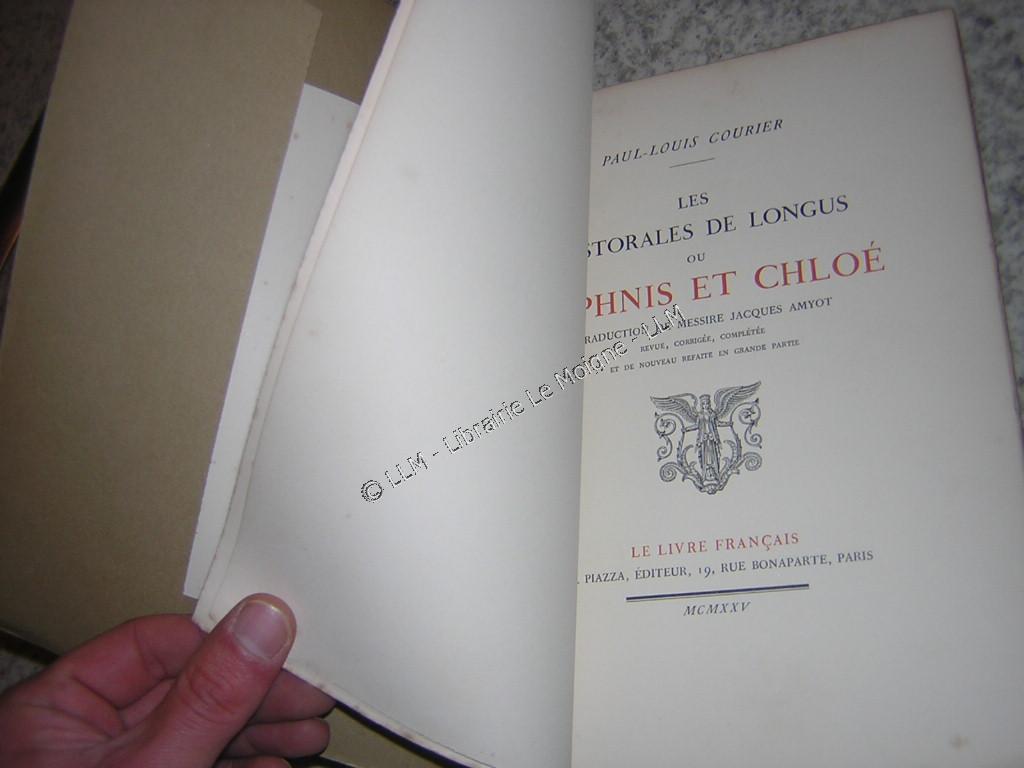 PAUL-LOUIS COURIER
LES
STORALES DE LONGUS
OU
PHNIS ET CHLOÉ
RADUCTION DE MESSIRE JACQUES AMYOT
REVUE, CORRIGÉE, COMPLÉTÉE
ET DE NOUVEAU REFAITE EN GRANDE PARTIE
© LLM - Librairie Le Moigne - LLM
LE LIVRE FRANÇAIS
. PIAZZA, ÉDITEUR, 19, RUE BONAPARTE, PARIS
MCMXXV